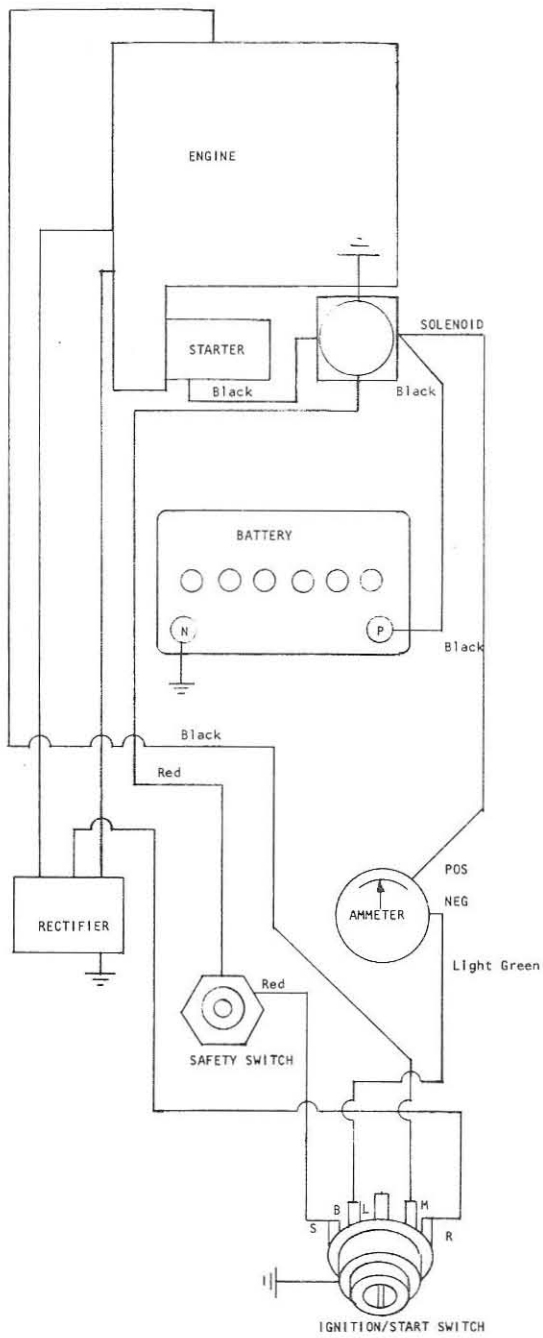 ENGINE
SOLENOID
STARTER
Black
Black
BATTERY
N
P
Black
Black
Red
POS
NEG
AMMETER
RECTIFIER
Light Green
Red
SAFETY SWITCH
B
L
M
S
R
IGNITION/START SWITCH